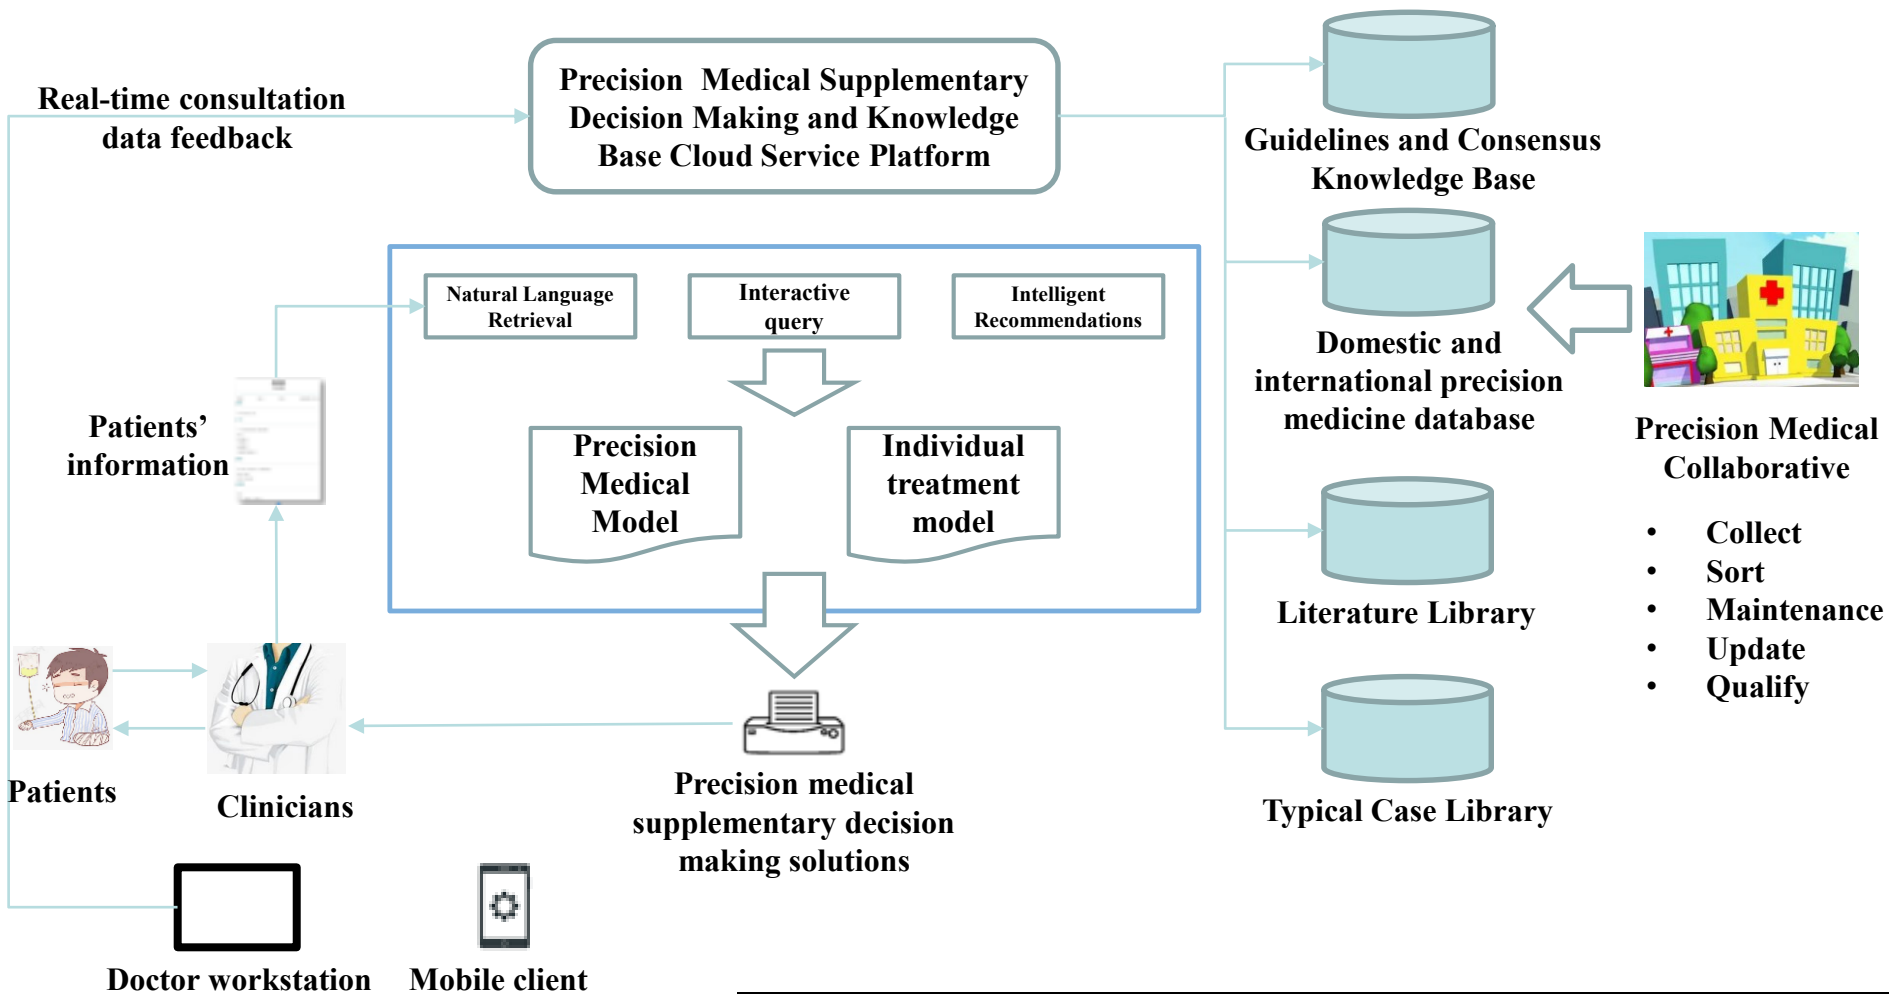 Real-time consultation
data feedback
Precision Medical Supplementary
Decision Making and Knowledge
Base Cloud Service Platform
Guidelines and Consensus
Knowledge Base
Natural Language
Retrieval
Interactive
query
Intelligent
Recommendations
Domestic and
international precision
medicine database
Precision Medical
Collaborative
• Collect
• Sort
• Maintenance
• Update
• Qualify
Patients’
information
Precision
Medical
Model
Individual
treatment
model
Literature Library
Patients
Clinicians
Precision medical
supplementary decision
making solutions
Typical Case Library
Doctor workstation
Mobile client